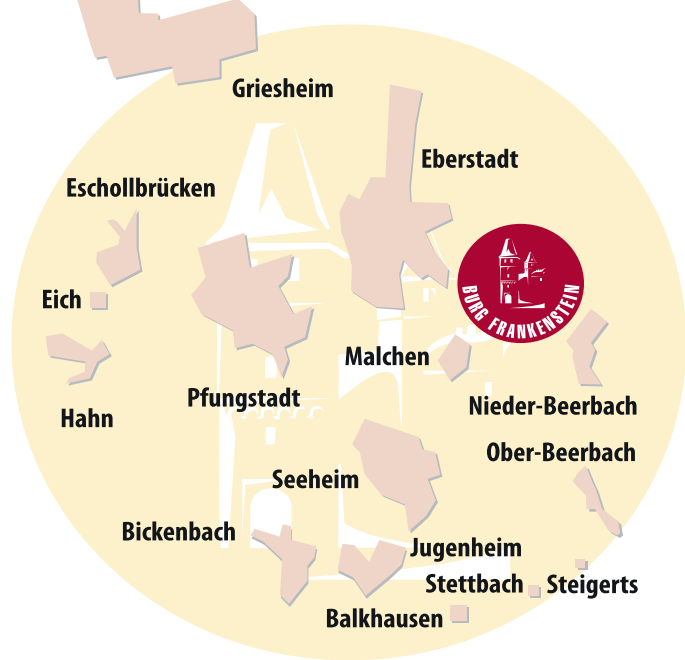 Griesheim
Eberstadt
Eschollbrücken
BURG FRANKENSTEIN
Eich
Malchen
Pfungstadt
Nieder-Beerbach
Hahn
Ober-Beerbach
Seeheim
Bickenbach
Jugenheim
Stettbach
Steigerts
Balkhausen